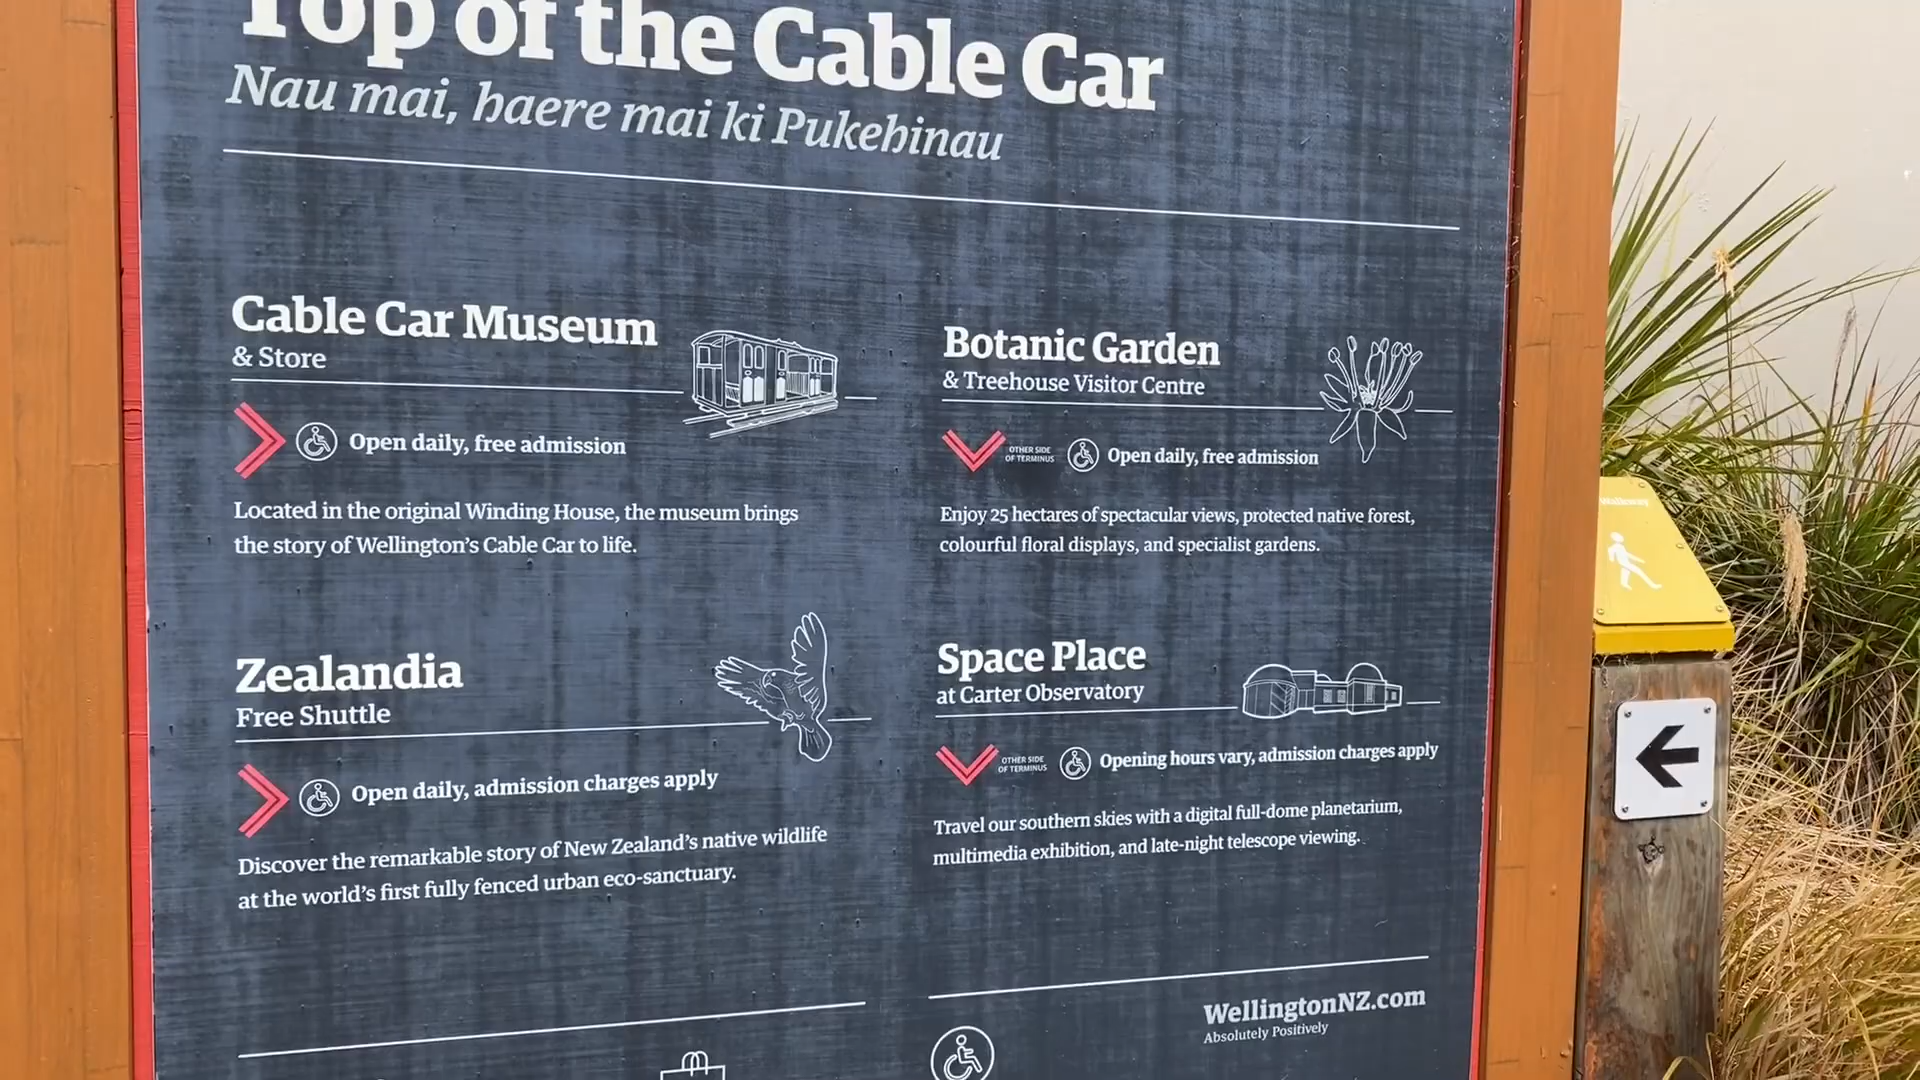 Top of the Cable Car
Nau mai, haere mai ki Pukehinau
Cable Car Museum
& Store
Open daily, free admission
Located in the original Winding House, the museum brings
the story of Wellington's Cable Car to life.
Botanic Garden
& Treehouse Visitor Centre
OTHER SIDE
OF TERMINUS
Open daily, free admission
Enjoy 25 hectares of spectacular views, protected native forest,
colourful floral displays, and specialist gardens.
Zealandia
Free Shuttle
Open daily, admission charges apply
Discover the remarkable story of New Zealand's native wildlife
at the world's first fully fenced urban eco-sanctuary.
Space Place
at Carter Observatory
OTHER SIDE
OF TERMINUS
Opening hours vary, admission charges apply
Travel our southern skies with a digital full-dome planetarium,
multimedia exhibition, and late-night telescope viewing.
WellingtonNZ.com
Absolutely Positively
Walkway